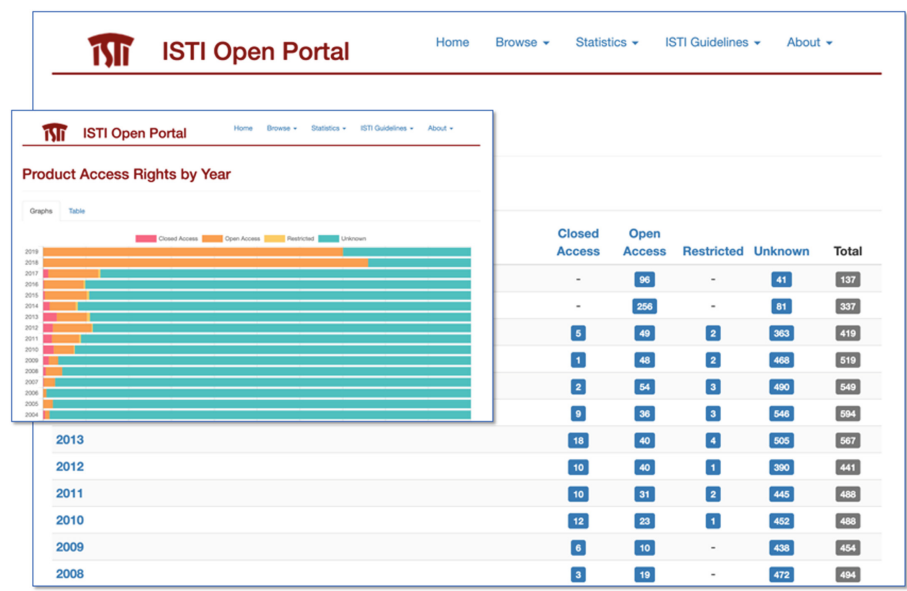 ISTI
ISTI Open Portal
Home Browse Statistics ISTI Guidelines About
ISTI
ISTI Open Portal
Home Browse Statistics ISTI Guidelines About
Product Access Rights by Year
Graphs Table
Closed Access Open Access Restricted Unknown
2019
2018
2017
2016
2015
2014
2013
2012
2011
2010
2009
2008
2007
2006
2005
2004
Closed Access Open Access Restricted Unknown Total
- 96 - 41 137
- 256 - 81 337
5 49 2 363 419
1 48 2 468 519
2 54 3 490 549
9 36 3 546 594
2013 18 40 4 505 567
2012 10 40 1 390 441
2011 10 31 2 445 488
2010 12 23 1 452 488
2009 6 10 - 438 454
2008 3 19 - 472 494